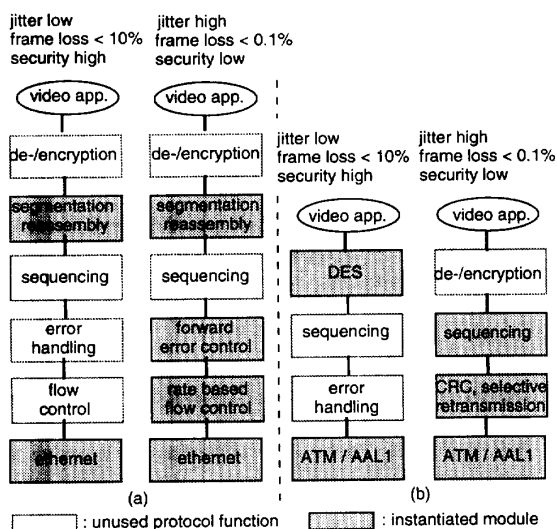 jitter low
frame loss < 10%
security high
video app.
de-/encryption
segmentation
reassembly
sequencing
error
handling
flow
control
ethernet
jitter high
frame loss < 0.1%
security low
video app.
de-/encryption
segmentation
reassembly
sequencing
forward
error control
rate based
flow control
ethernet
(a)
jitter low
frame loss < 10%
security high
video app.
DES
sequencing
error
handling
ATM / AAL1
jitter high
frame loss < 0.1%
security low
video app.
de-/encryption
sequencing
CRC, selective
retransmission
ATM / AAL1
(b)
: unused protocol function
: instantiated module